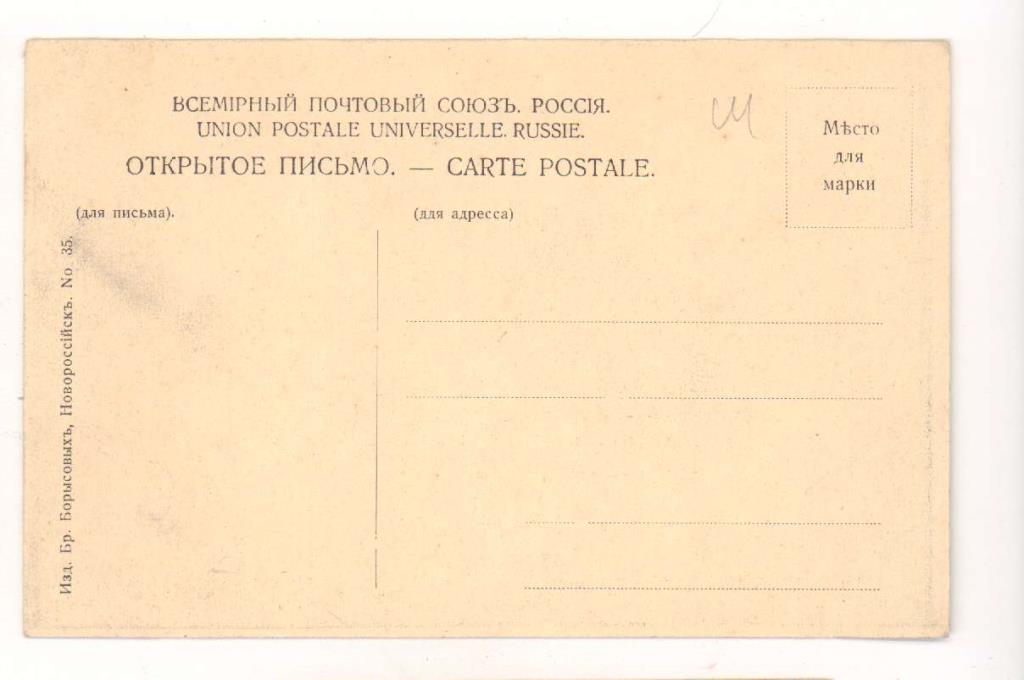 ВСЕМІРНЫЙ ПОЧТОВЫЙ СОЮЗЪ. РОССІЯ.
UNION POSTALE UNIVERSELLE. RUSSIE.
ОТКРЫТОЕ ПИСЬМО. — CARTE POSTALE.
Мѣсто
для
марки
(для письма).
(для адресса)
Изд. Бр. Борысовыхъ, Новороссійскъ. No 35.